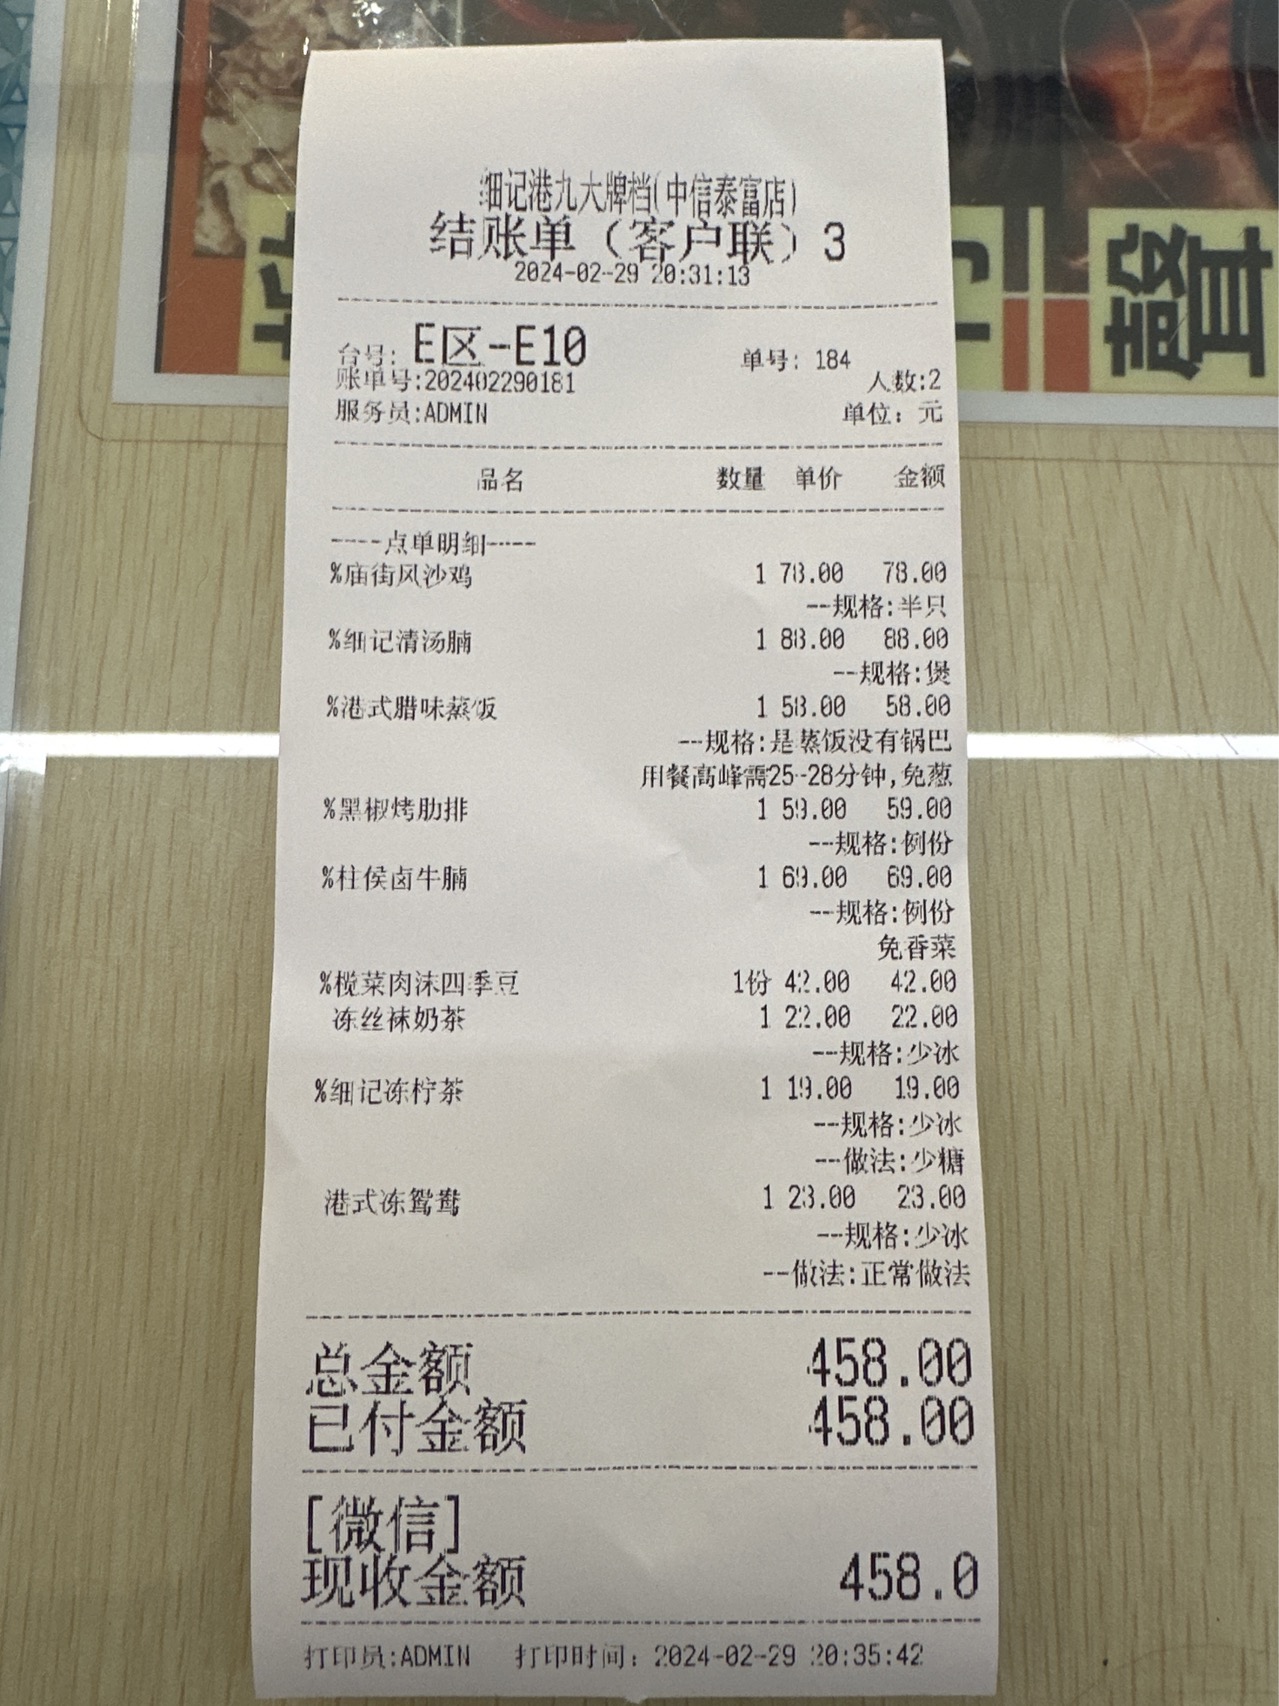 细记港九大牌档(中信泰富店)
结账单（客户联）3
2024-02-29 20:31:13
台号: E区-E10 单号: 184
账单号:202402290181 人数:2
服务员:ADMIN 单位: 元
品名 数量 单价 金额
----点单明细----
%庙街风沙鸡 1 78.00 78.00
--规格:半只
%细记清汤腩 1 88.00 88.00
--规格:煲
%港式腊味蒸饭 1 58.00 58.00
--规格:是蒸饭没有锅巴
用餐高峰需25-28分钟,免葱
%黑椒烤肋排 1 59.00 59.00
--规格:例份
%柱侯卤牛腩 1 69.00 69.00
--规格:例份
免香菜
%榄菜肉沫四季豆 1份 42.00 42.00
冻丝袜奶茶 1 22.00 22.00
--规格:少冰
%细记冻柠茶 1 19.00 19.00
--规格:少冰
--做法:少糖
港式冻鸳鸯 1 23.00 23.00
--规格:少冰
--做法:正常做法
总金额 458.00
已付金额 458.00
[微信]
现收金额 458.0
打印员:ADMIN 打印时间: 2024-02-29 20:35:42